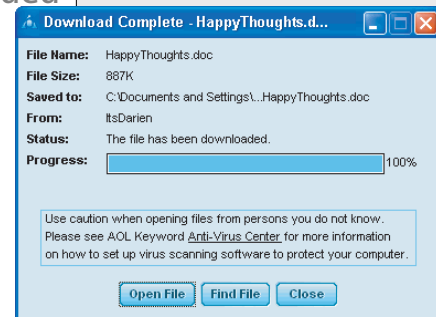 Download Complete - HappyThoughts.d...
File Name: HappyThoughts.doc
File Size: 887K
Saved to: C:\Documents and Settings\...HappyThoughts.doc
From: ItsDarien
Status: The file has been downloaded.
Progress: 100%
Use caution when opening files from persons you do not know.
Please see AOL Keyword Anti-Virus Center for more information
on how to set up virus scanning software to protect your computer.
Open File Find File Close